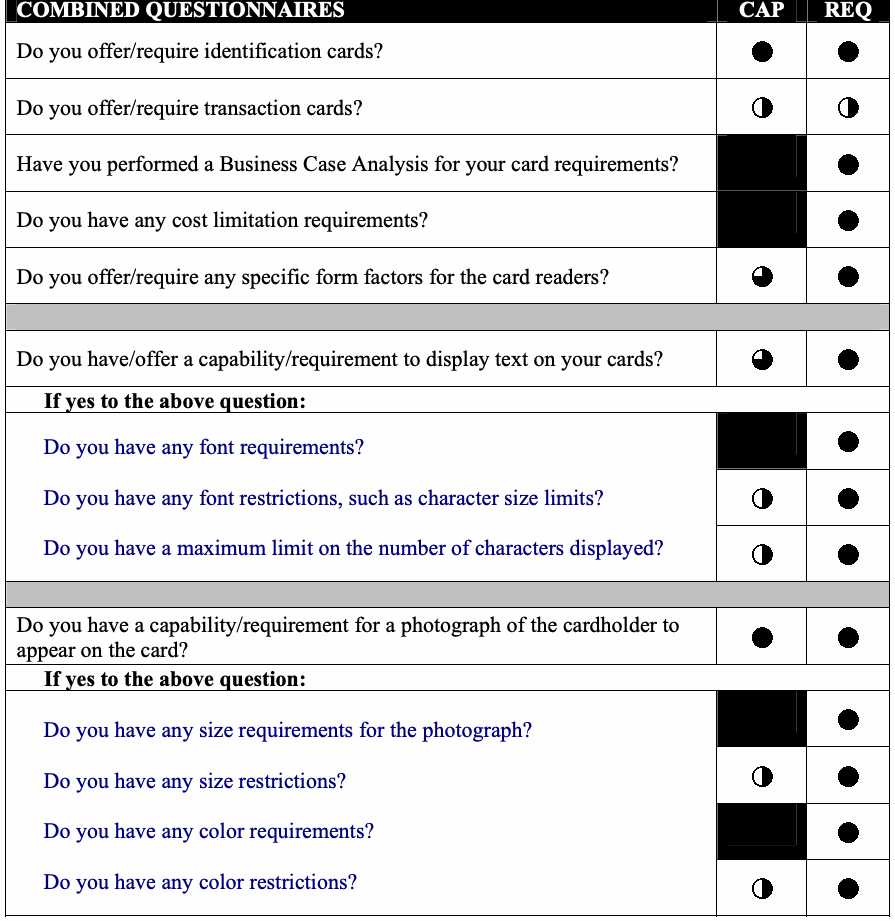 COMBINED QUESTIONNAIRES CAP REQ
Do you offer/require identification cards?
Do you offer/require transaction cards?
Have you performed a Business Case Analysis for your card requirements?
Do you have any cost limitation requirements?
Do you offer/require any specific form factors for the card readers?
Do you have/offer a capability/requirement to display text on your cards?
If yes to the above question:
Do you have any font requirements?
Do you have any font restrictions, such as character size limits?
Do you have a maximum limit on the number of characters displayed?
Do you have a capability/requirement for a photograph of the cardholder to
appear on the card?
If yes to the above question:
Do you have any size requirements for the photograph?
Do you have any size restrictions?
Do you have any color requirements?
Do you have any color restrictions?